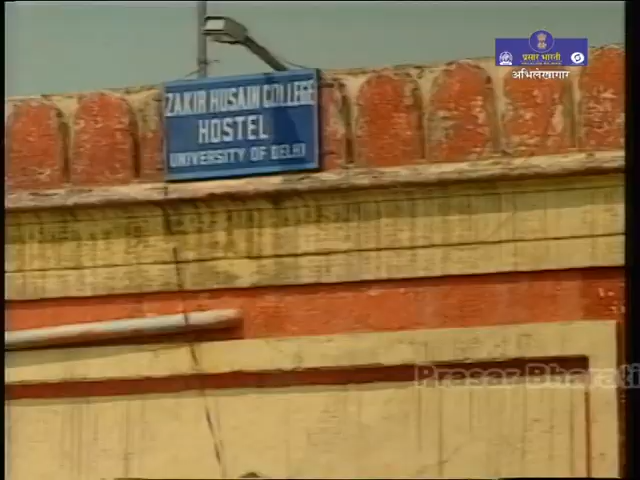 प्रसार भारती
अभिलेखागार
ZAKIR HUSAIN COLLEGE
HOSTEL
UNIVERSITY OF DELHI
Prasar Bharati